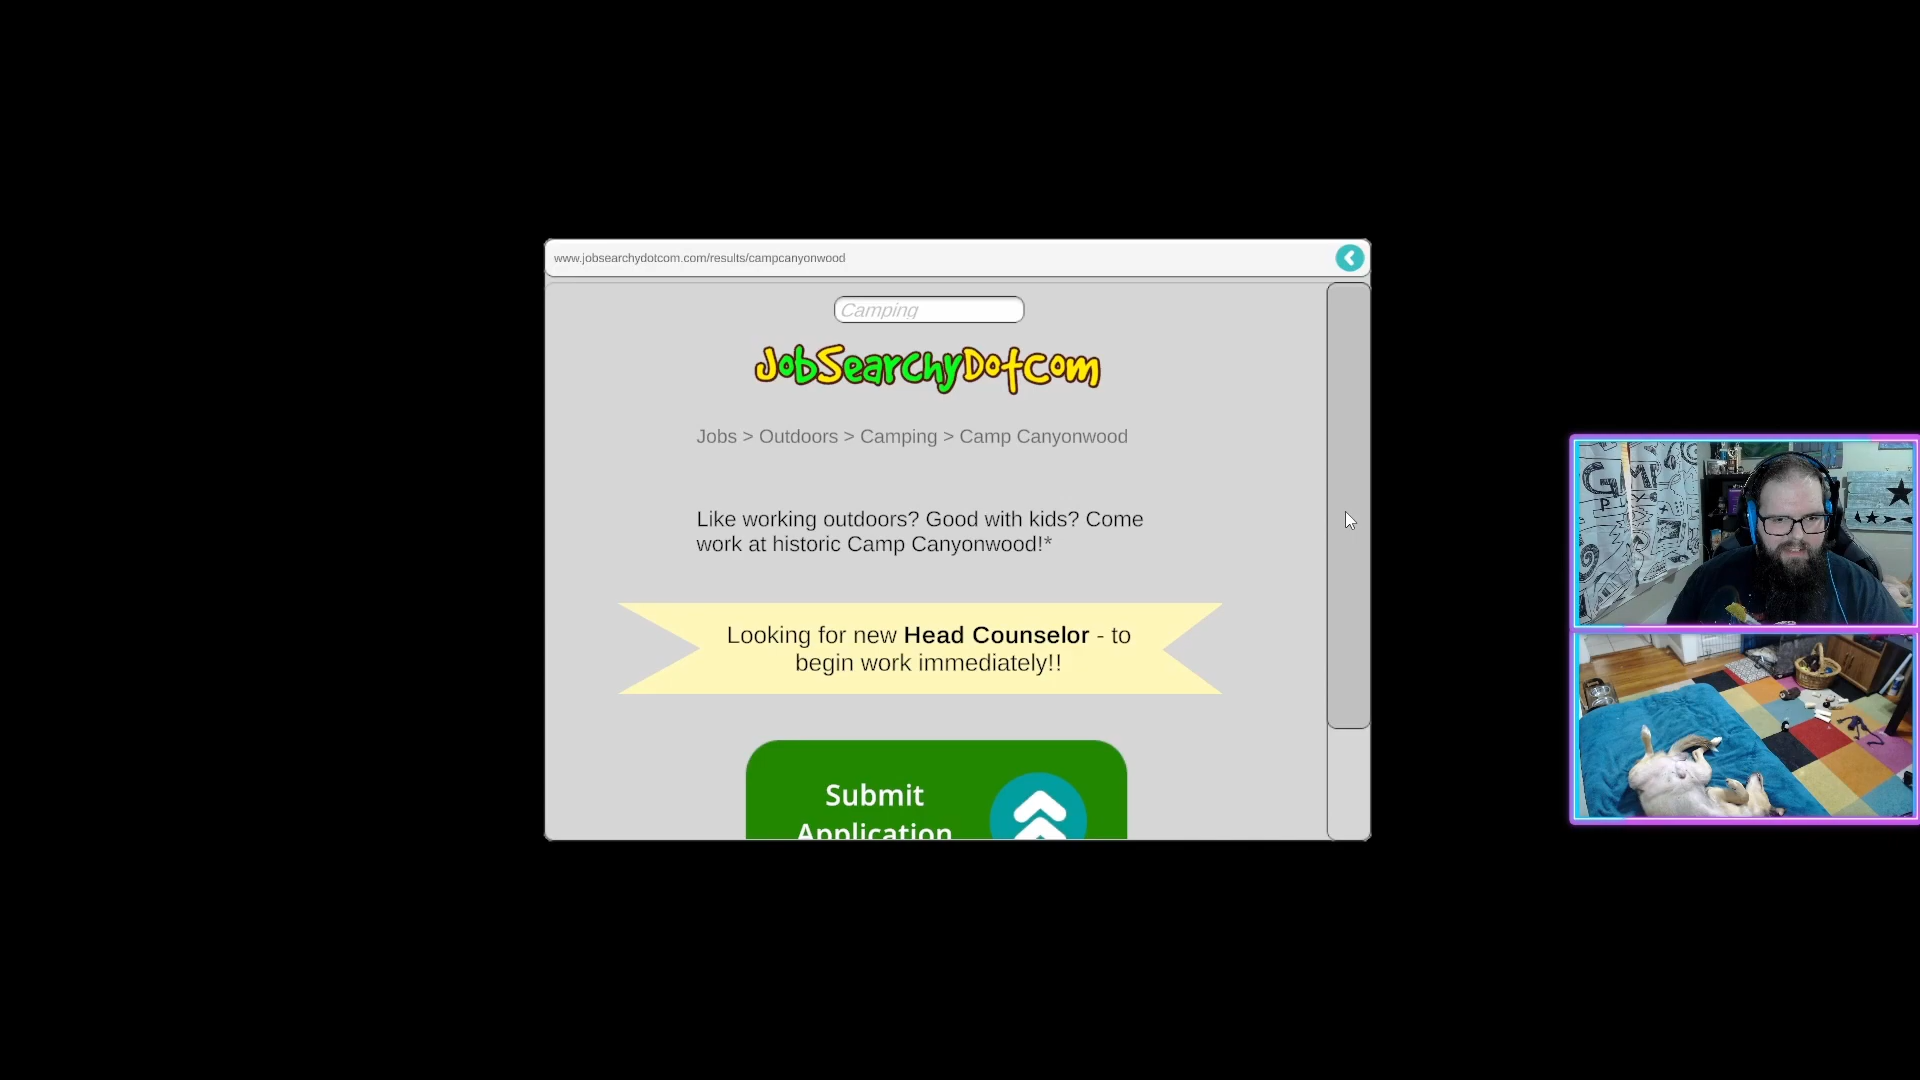 www.jobsearchydotcom.com/results/campcanyonwood
Camping
JobSearchyDotCom
Jobs > Outdoors > Camping > Camp Canyonwood
Like working outdoors? Good with kids? Come
work at historic Camp Canyonwood!*
Looking for new Head Counselor - to
begin work immediately!!
Submit
Application